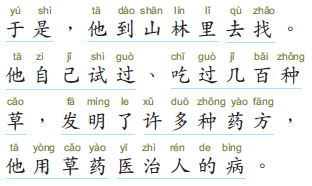 yú shì tā dào shān lín lǐ qù zhǎo
于是，他到山林里去找。
tā zì jǐ shì guò chī guò jǐ bǎi zhǒng
他自己试过、吃过几百种
cǎo fā míng le xǔ duō zhǒng yào fāng
草，发明了许多种药方，
tā yòng cǎo yào yī zhì rén de bìng
他用草药医治人的病。